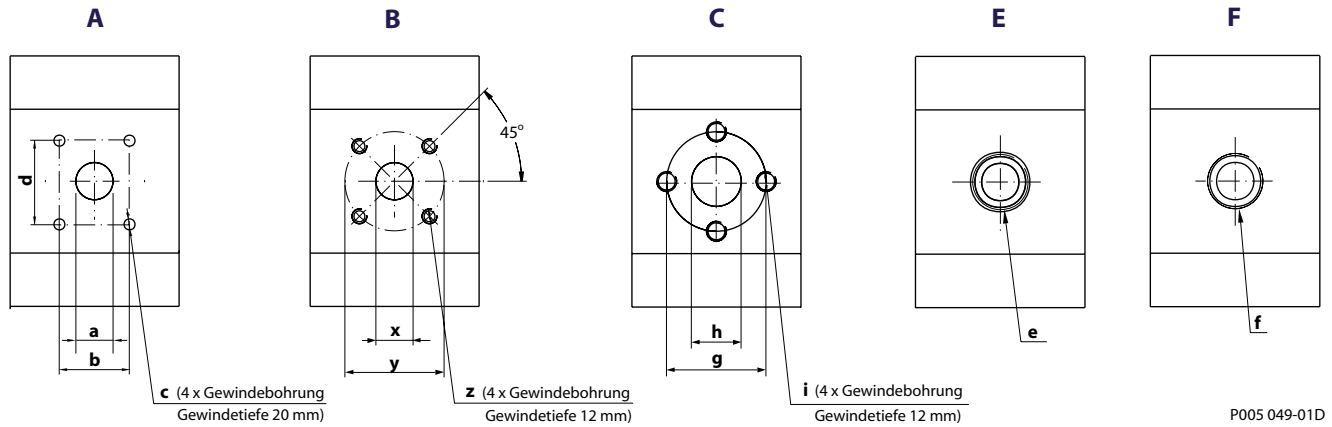 A B C E F
d
45°
a
b
x
y
h
g
e
f
c (4 x Gewindebohrung
Gewindetiefe 20 mm)
z (4 x Gewindebohrung
Gewindetiefe 12 mm)
i (4 x Gewindebohrung
Gewindetiefe 12 mm)
P005 049-01D